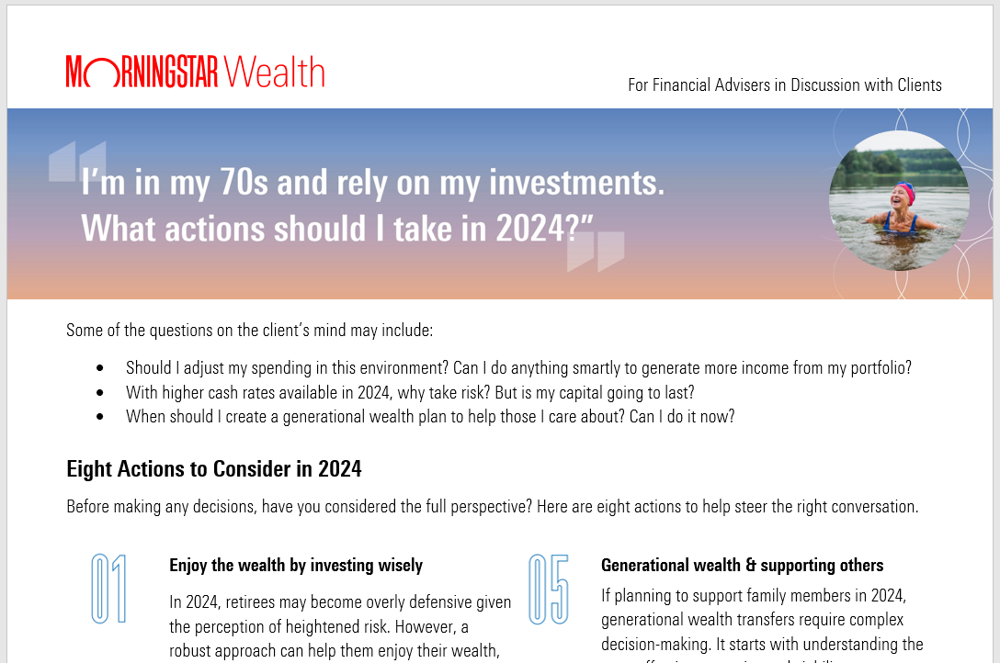 MORNINGSTAR Wealth
For Financial Advisers in Discussion with Clients
“I’m in my 70s and rely on my investments.
What actions should I take in 2024?”
Some of the questions on the client’s mind may include:
• Should I adjust my spending in this environment? Can I do anything smartly to generate more income from my portfolio?
• With higher cash rates available in 2024, why take risk? But is my capital going to last?
• When should I create a generational wealth plan to help those I care about? Can I do it now?
Eight Actions to Consider in 2024
Before making any decisions, have you considered the full perspective? Here are eight actions to help steer the right conversation.
01
Enjoy the wealth by investing wisely
In 2024, retirees may become overly defensive given
the perception of heightened risk. However, a
robust approach can help them enjoy their wealth,
05
Generational wealth & supporting others
If planning to support family members in 2024,
generational wealth transfers require complex
decision-making. It starts with understanding the